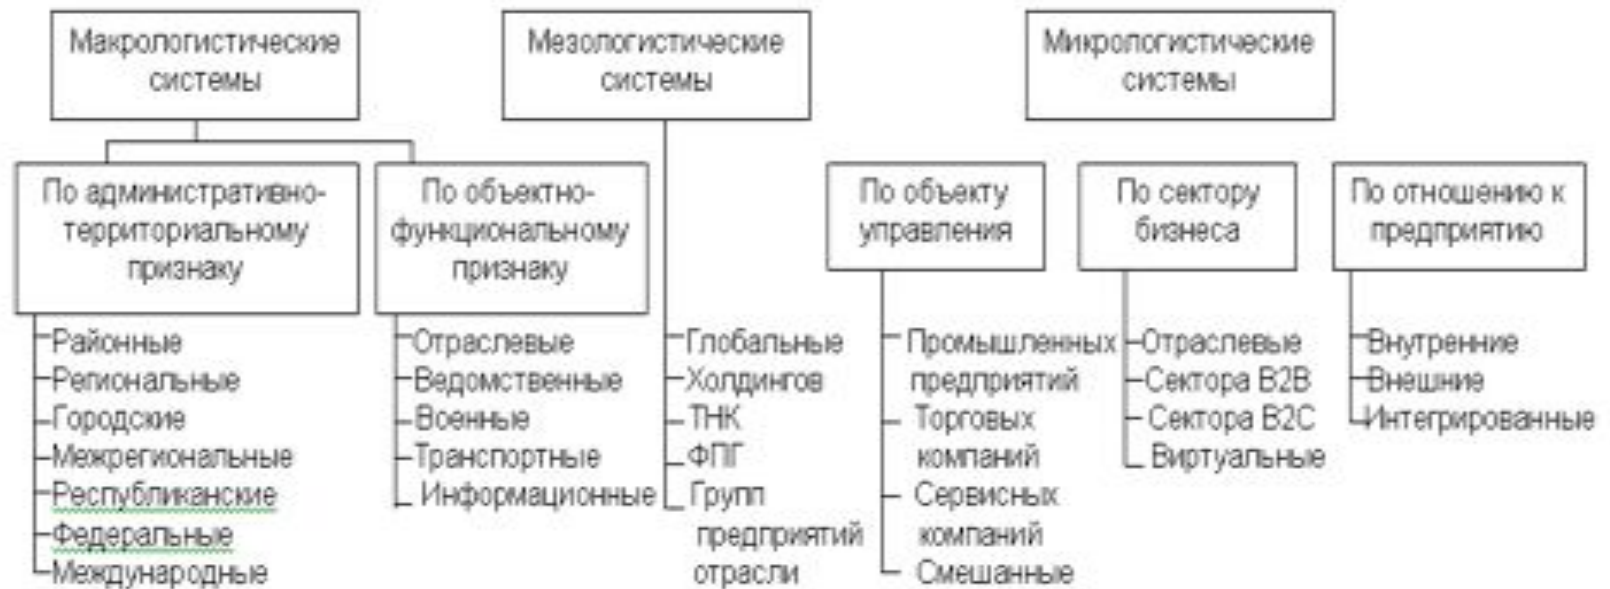 Макрологистические
системы
Мезологистические
системы
Микрологистические
системы
По административно-
территориальному
признаку
По объектно-
функциональному
признаку
По объекту
управления
По сектору
бизнеса
По отношению к
предприятию
Районные
Региональные
Городские
Межрегиональные
Республиканские
Федеральные
Международные
Отраслевые
Ведомственные
Военные
Транспортные
Информационные
Глобальные
Холдингов
ТНК
ФПГ
Групп
предприятий
отрасли
Промышленных
предприятий
Торговых
компаний
Сервисных
компаний
Смешанные
Отраслевые
Сектора В2В
Сектора В2С
Виртуальные
Внутренние
Внешние
Интегрированные